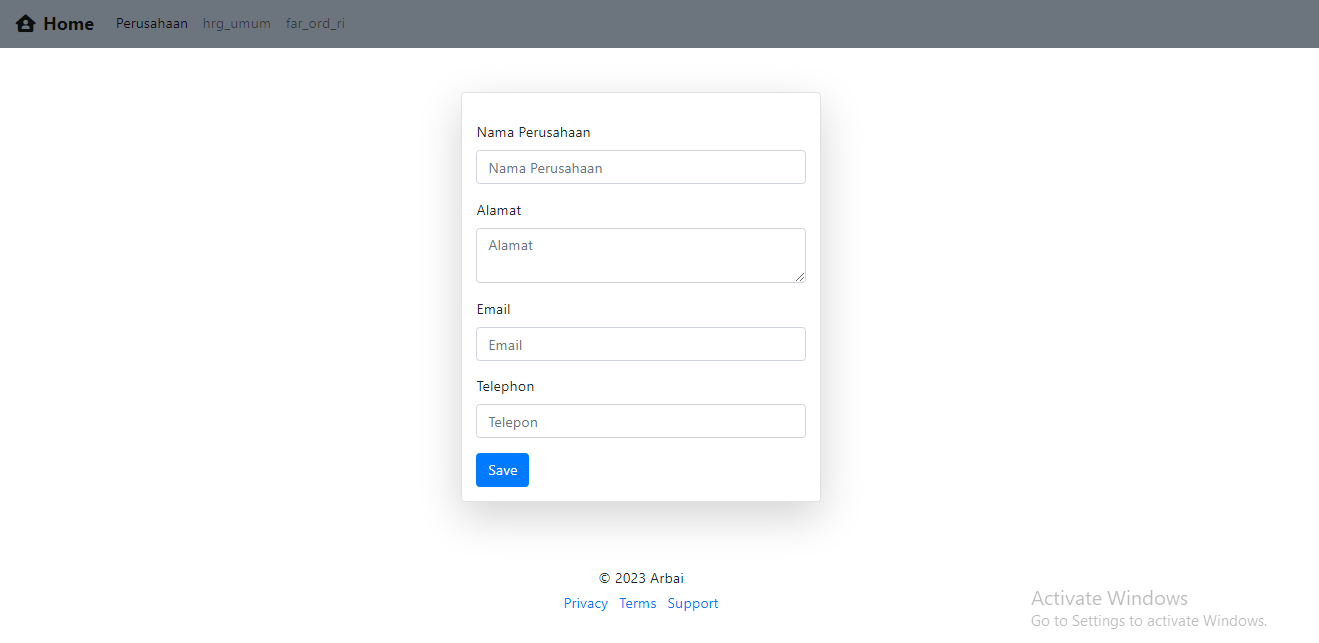 Home Perusahaan hrg_umum far_ord_ri
Nama Perusahaan
Nama Perusahaan
Alamat
Alamat
Email
Email
Telephon
Telepon
Save
© 2023 Arbai
Privacy Terms Support
Activate Windows
Go to Settings to activate Windows.